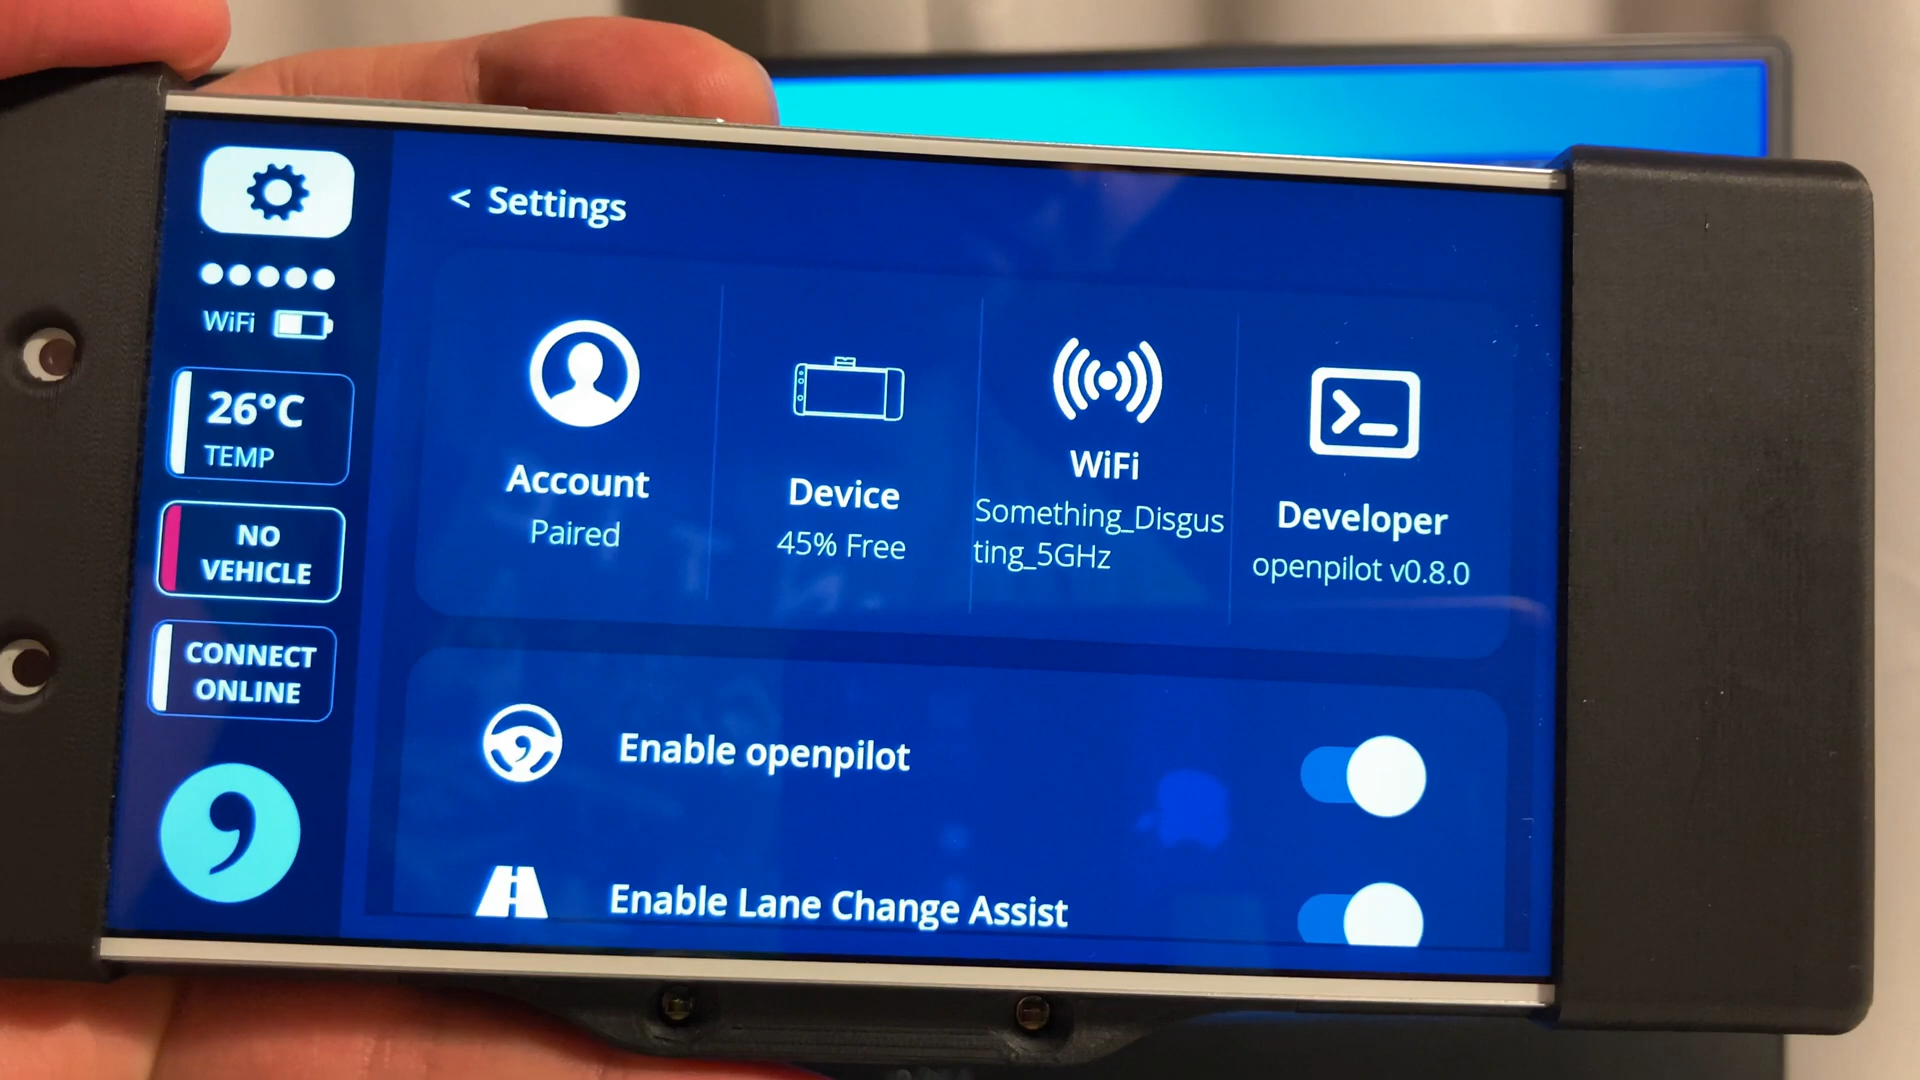 < Settings
WiFi
26°C
TEMP
NO
VEHICLE
CONNECT
ONLINE
Account
Paired
Device
45% Free
WiFi
Something_Disgus
ting_5GHz
Developer
openpilot v0.8.0
Enable openpilot
Enable Lane Change Assist